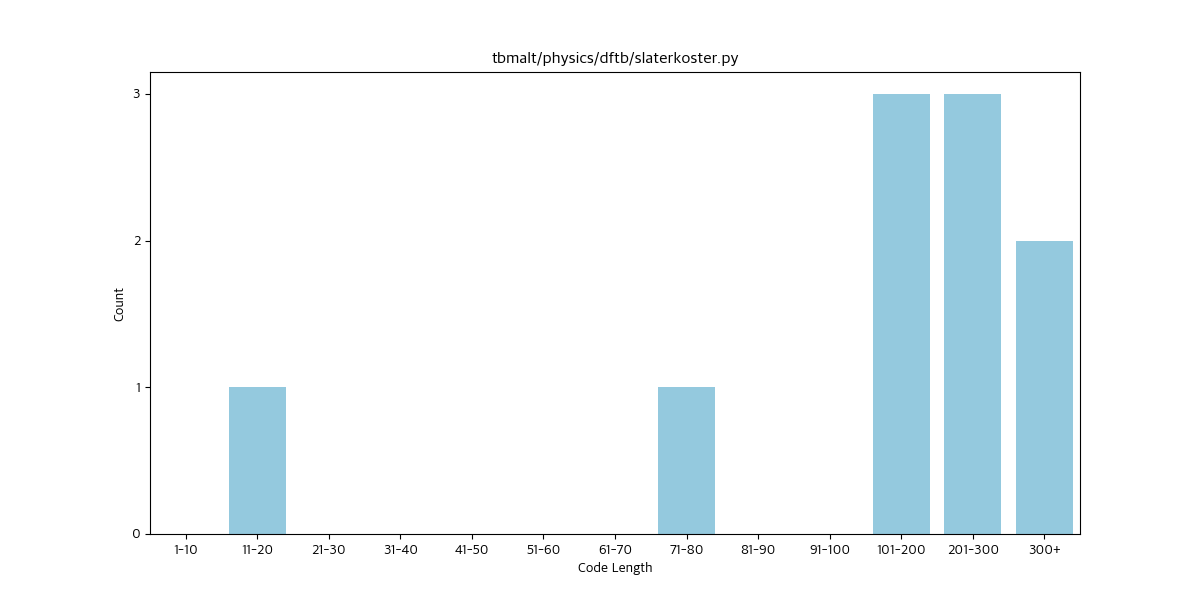 tbmalt/physics/dftb/slaterkoster.py
3
2
1
0
Count
1-10 11-20 21-30 31-40 41-50 51-60 61-70 71-80 81-90 91-100 101-200 201-300 300+
Code Length